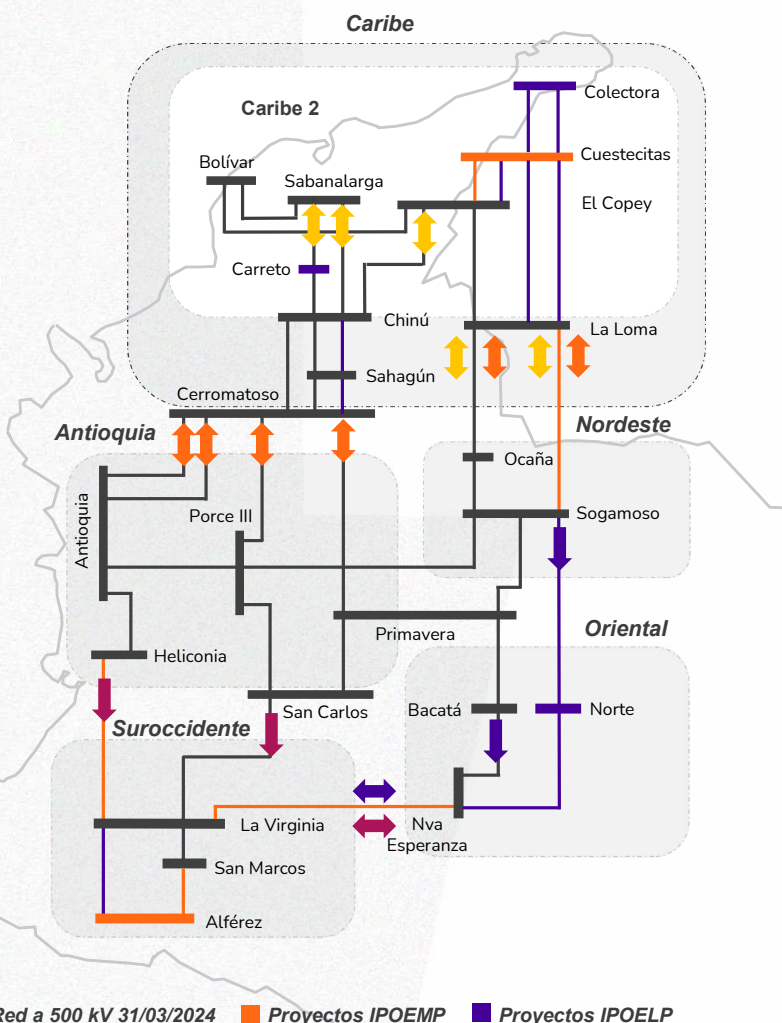 Caribe
Colectora
Caribe 2
Cuestecitas
Bolívar
Sabanalarga
El Copey
Carreto
Chinú
La Loma
Sahagún
Cerromatoso
Antioquia
Nordeste
Ocaña
Antioquia
Porce III
Sogamoso
Primavera
Oriental
Heliconia
San Carlos
Bacatá
Norte
Suroccidente
La Virginia
Nva
Esperanza
San Marcos
Alférez
Red a 500 kV 31/03/2024
Proyectos IPOEMP
Proyectos IPOELP